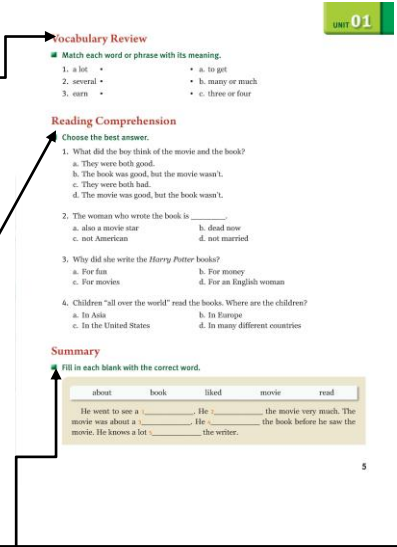 UNIT 01
Vocabulary Review
Match each word or phrase with its meaning.
1. a lot • • a. to get
2. several • • b. many or much
3. earn • • c. three or four
Reading Comprehension
Choose the best answer.
1. What did the boy think of the movie and the book?
a. They were both good.
b. The book was good, but the movie wasn't.
c. They were both bad.
d. The movie was good, but the book wasn't.
2. The woman who wrote the book is ________.
a. also a movie star b. dead now
c. not American d. not married
3. Why did she write the Harry Potter books?
a. For fun b. For money
c. For movies d. For an English woman
4. Children "all over the world" read the books. Where are the children?
a. In Asia b. In Europe
c. In the United States d. In many different countries
Summary
Fill in each blank with the correct word.
about book liked movie read
He went to see a 1____________. He 2____________ the movie very much. The
movie was about a 3____________. He 4____________ the book before he saw the
movie. He knows a lot 5____________ the writer.
5